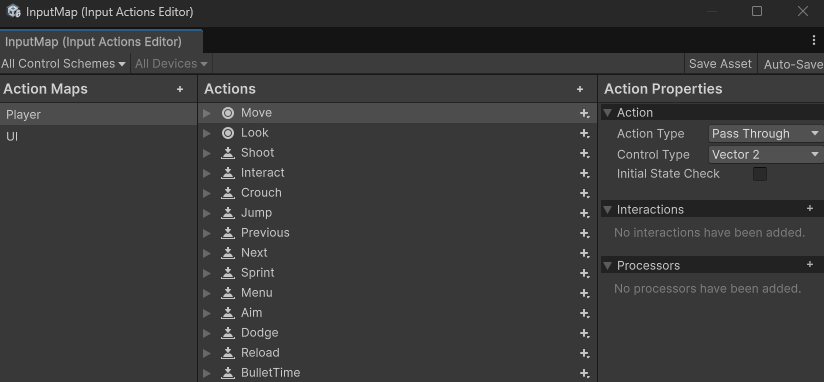 InputMap (Input Actions Editor)
InputMap (Input Actions Editor)
All Control Schemes All Devices Save Asset Auto-Save
Action Maps + Actions + Action Properties
Player
UI
Move
Look
Shoot
Interact
Crouch
Jump
Previous
Next
Sprint
Menu
Aim
Dodge
Reload
BulletTime
Action
Action Type Pass Through
Control Type Vector 2
Initial State Check
Interactions +
No interactions have been added.
Processors +
No processors have been added.